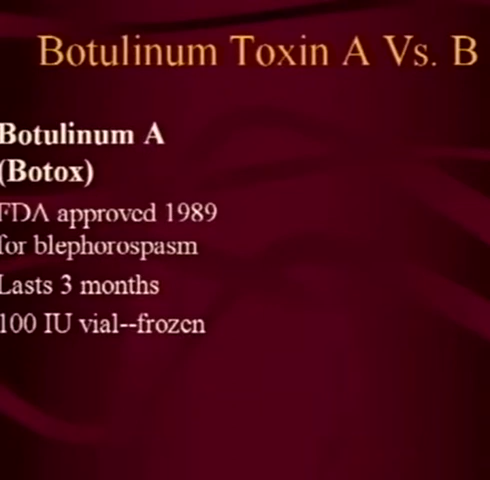 Botulinum Toxin A Vs. B
Botulinum A
(Botox)
FDA approved 1989
for blephorospasm
Lasts 3 months
100 IU vial--frozen